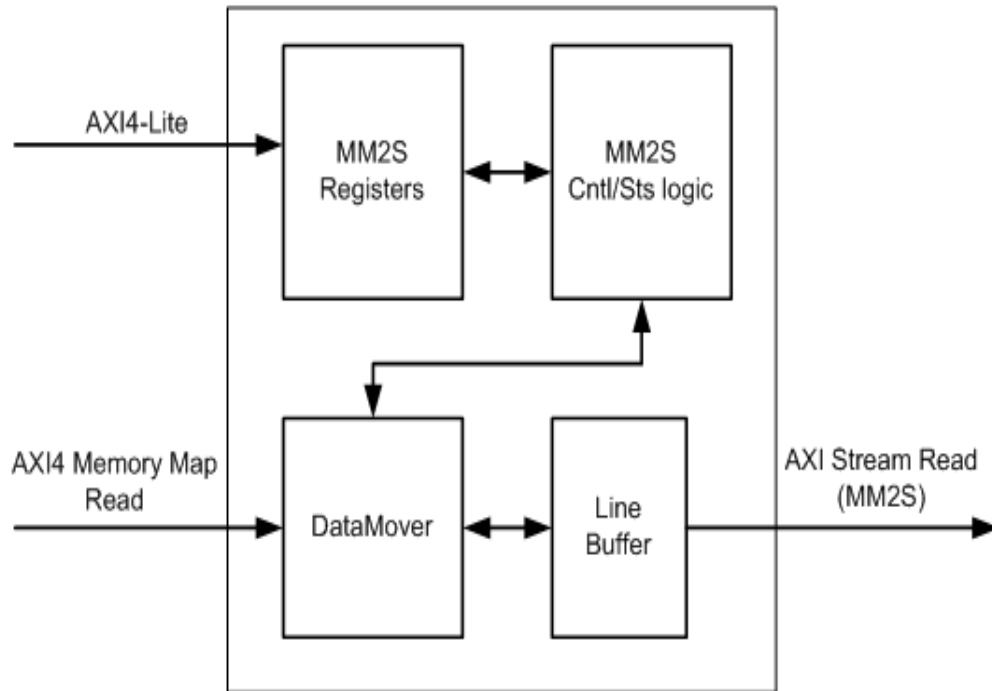 AXI4-Lite
MM2S
Registers
MM2S
Cntl/Sts logic
AXI4 Memory Map
Read
DataMover
Line
Buffer
AXI Stream Read
(MM2S)